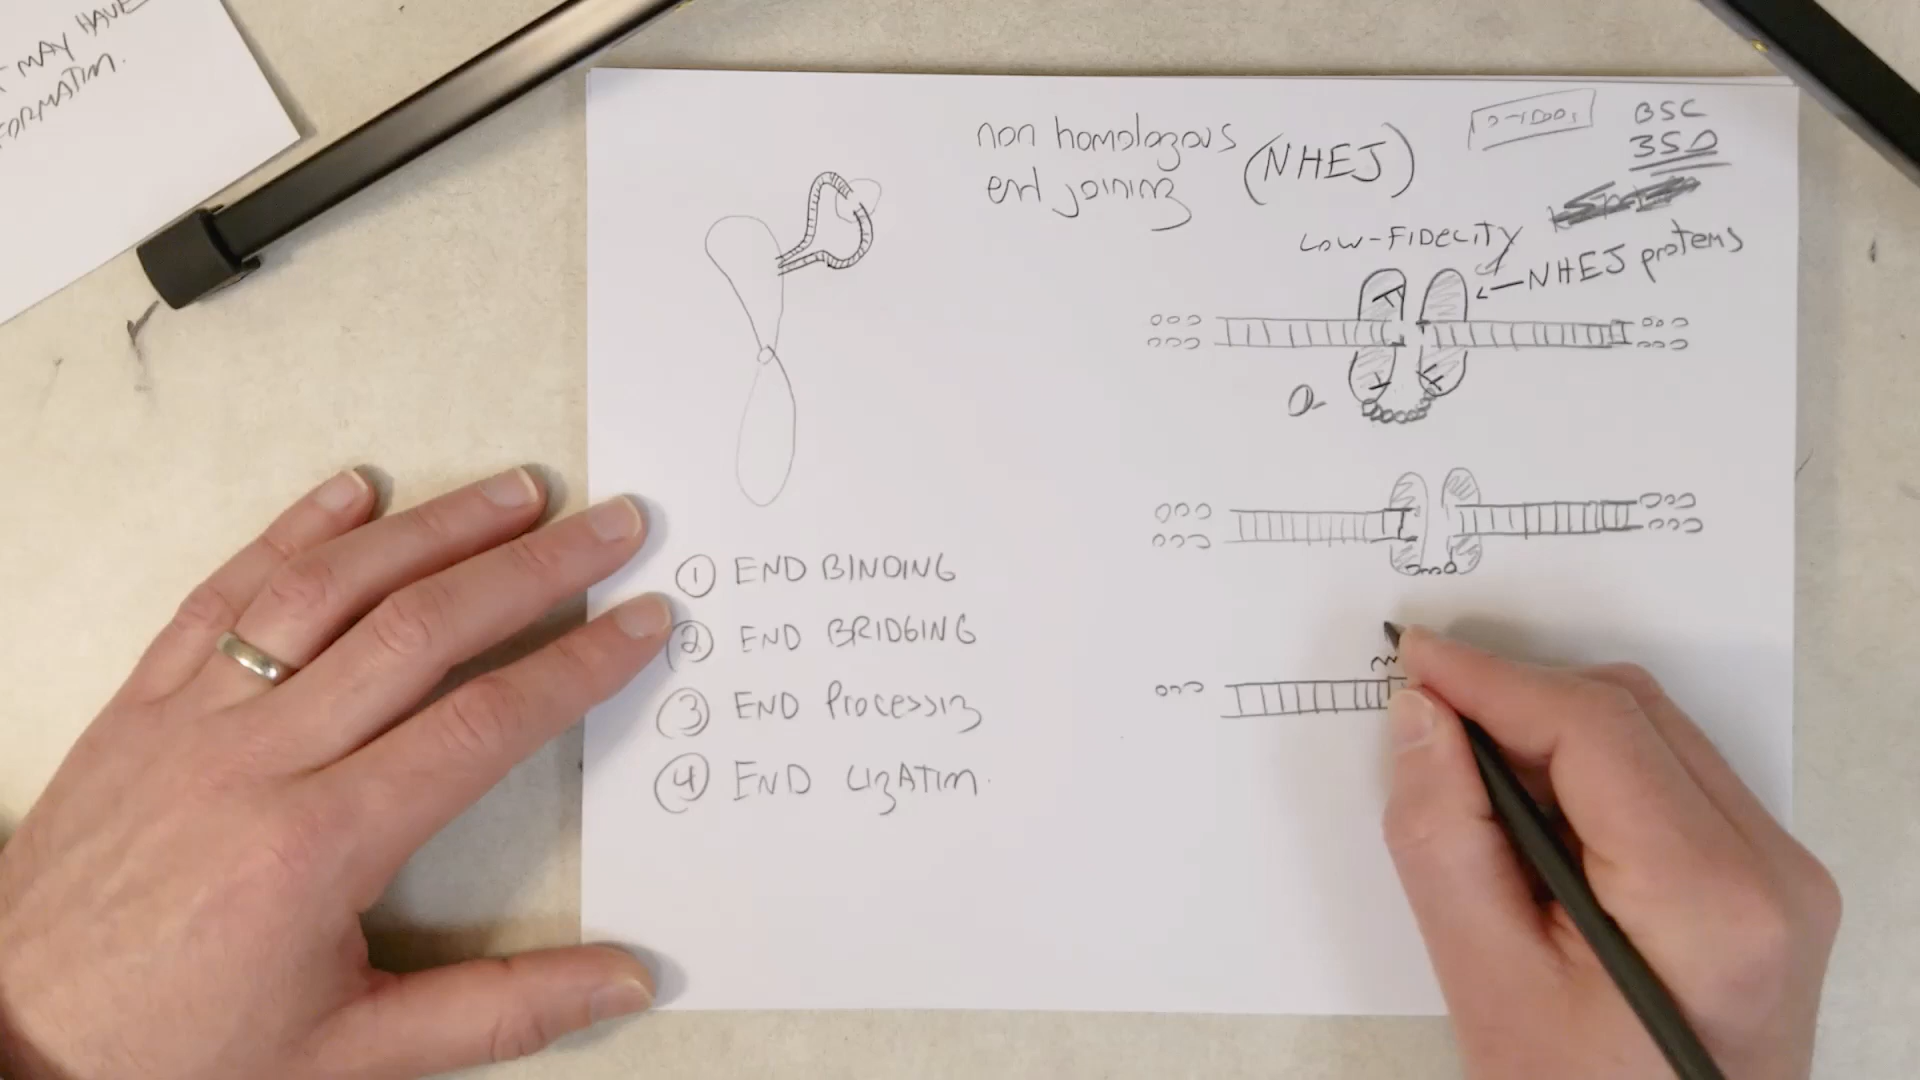 MAY HAVE
non homologous
end joining
(NHEJ)
BSC
350
LOW-FIDELITY
NHEJ proteins
① END BINDING
② END BRIDGING
③ END Processing
④ END LIGATION.